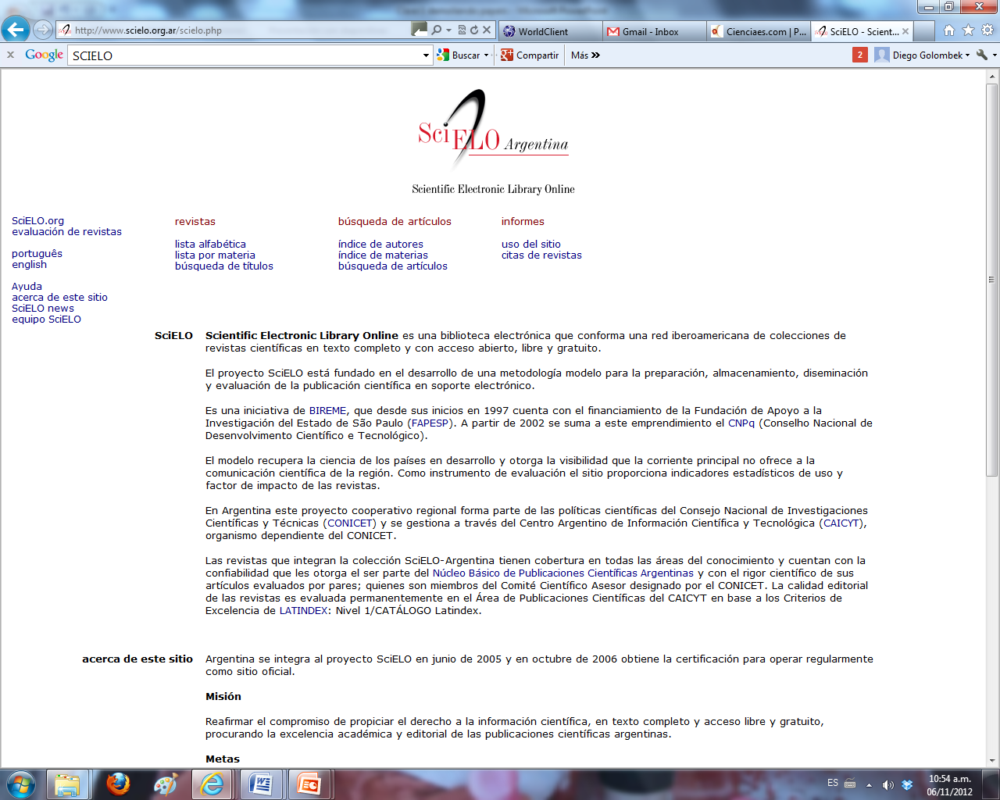 http://www.scielo.org.ar/scielo.php
WorldClient
Gmail - Inbox
Cienciaes.com | P...
SciELO - Scient...
x Google SCIELO
Buscar
Compartir
Más
2
Diego Golombek
SciELO Argentina
Scientific Electronic Library Online
SciELO.org
evaluación de revistas
português
english
Ayuda
acerca de este sitio
SciELO news
equipo SciELO
revistas
lista alfabética
lista por materia
búsqueda de títulos
búsqueda de artículos
índice de autores
índice de materias
búsqueda de artículos
informes
uso del sitio
citas de revistas
SciELO
Scientific Electronic Library Online es una biblioteca electrónica que conforma una red iberoamericana de colecciones de
revistas científicas en texto completo y con acceso abierto, libre y gratuito.
El proyecto SciELO está fundado en el desarrollo de una metodología modelo para la preparación, almacenamiento, diseminación
y evaluación de la publicación científica en soporte electrónico.
Es una iniciativa de BIREME, que desde sus inicios en 1997 cuenta con el financiamiento de la Fundación de Apoyo a la
Investigación del Estado de São Paulo (FAPESP). A partir de 2002 se suma a este emprendimiento el CNPq (Conselho Nacional de
Desenvolvimento Científico e Tecnológico).
El modelo recupera la ciencia de los países en desarrollo y otorga la visibilidad que la corriente principal no ofrece a la
comunicación científica de la región. Como instrumento de evaluación el sitio proporciona indicadores estadísticos de uso y
factor de impacto de las revistas.
En Argentina este proyecto cooperativo regional forma parte de las políticas científicas del Consejo Nacional de Investigaciones
Científicas y Técnicas (CONICET) y se gestiona a través del Centro Argentino de Información Científica y Tecnológica (CAICYT),
organismo dependiente del CONICET.
Las revistas que integran la colección SciELO-Argentina tienen cobertura en todas las áreas del conocimiento y cuentan con la
confiabilidad que les otorga el ser parte del Núcleo Básico de Publicaciones Científicas Argentinas y con el rigor científico de sus
artículos evaluados por pares; quienes son miembros del Comité Científico Asesor designado por el CONICET. La calidad editorial
de las revistas es evaluada permanentemente en el Área de Publicaciones Científicas del CAICYT en base a los Criterios de
Excelencia de LATINDEX: Nivel 1/CATÁLOGO Latindex.
acerca de este sitio
Argentina se integra al proyecto SciELO en junio de 2005 y en octubre de 2006 obtiene la certificación para operar regularmente
como sitio oficial.
Misión
Reafirmar el compromiso de propiciar el derecho a la información científica, en texto completo y acceso libre y gratuito,
procurando la excelencia académica y editorial de las publicaciones científicas argentinas.
Metas
ES
10:54 a.m.
06/11/2012